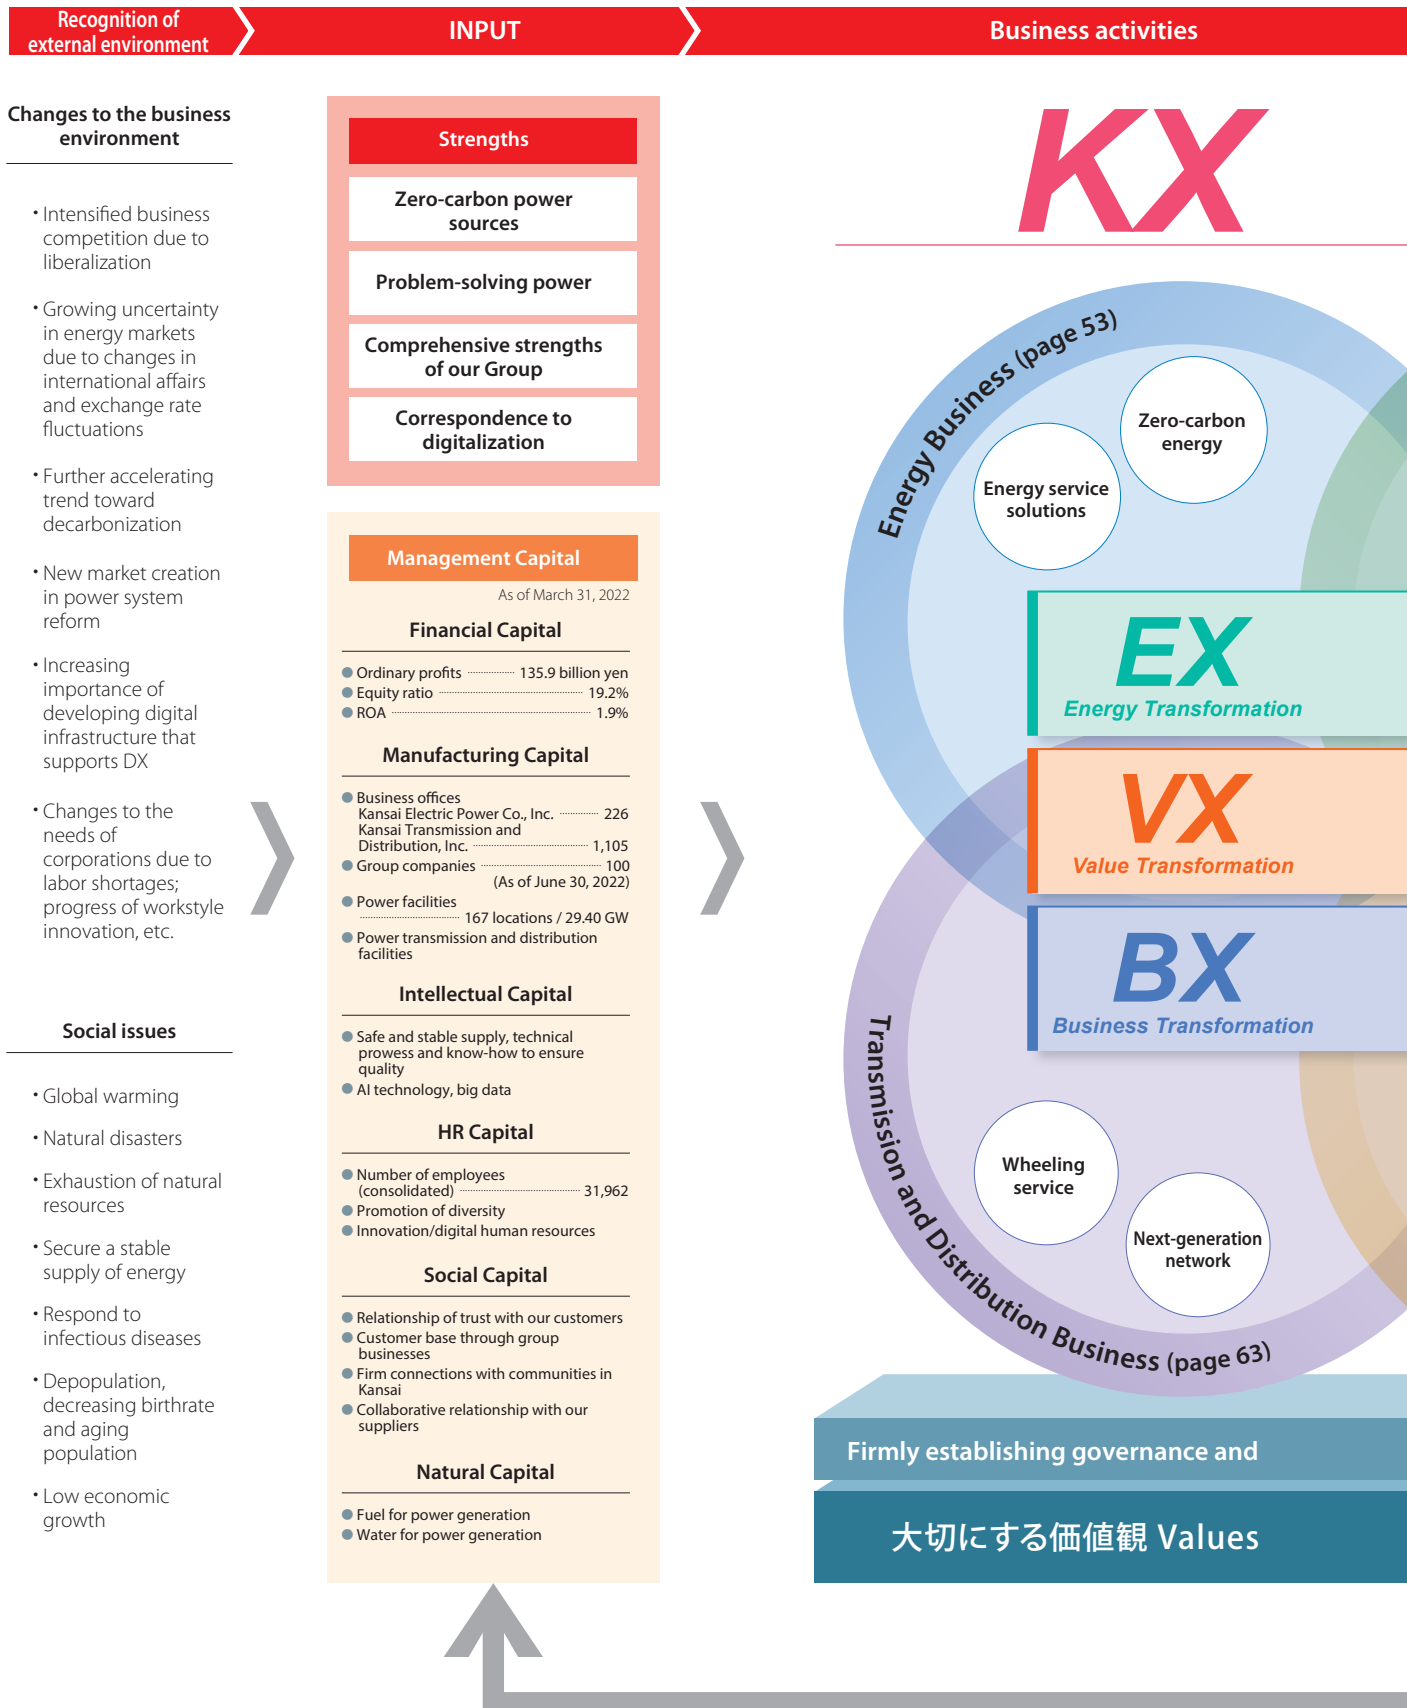 Recognition of
external environment
INPUT
Business activities
Changes to the business
environment
・Intensified business
competition due to
liberalization
・Growing uncertainty
in energy markets
due to changes in
international affairs
and exchange rate
fluctuations
・Further accelerating
trend toward
decarbonization
・New market creation
in power system
reform
・Increasing
importance of
developing digital
infrastructure that
supports DX
・Changes to the
needs of
corporations due to
labor shortages;
progress of workstyle
innovation, etc.
Social issues
・Global warming
・Natural disasters
・Exhaustion of natural
resources
・Secure a stable
supply of energy
・Respond to
infectious diseases
・Depopulation,
decreasing birthrate
and aging
population
・Low economic
growth
Strengths
Zero-carbon power
sources
Problem-solving power
Comprehensive strengths
of our Group
Correspondence to
digitalization
Management Capital
As of March 31, 2022
Financial Capital
● Ordinary profits 135.9 billion yen
● Equity ratio 19.2%
● ROA 1.9%
Manufacturing Capital
● Business offices
Kansai Electric Power Co., Inc. 226
Kansai Transmission and
Distribution, Inc. 1,105
● Group companies 100
(As of June 30, 2022)
● Power facilities
167 locations / 29.40 GW
● Power transmission and distribution
facilities
Intellectual Capital
● Safe and stable supply, technical
prowess and know-how to ensure
quality
● AI technology, big data
HR Capital
● Number of employees
(consolidated) 31,962
● Promotion of diversity
● Innovation/digital human resources
Social Capital
● Relationship of trust with our customers
● Customer base through group
businesses
● Firm connections with communities in
Kansai
● Collaborative relationship with our
suppliers
Natural Capital
● Fuel for power generation
● Water for power generation
KX
Energy Business (page 53)
Zero-carbon
energy
Energy service
solutions
EX
Energy Transformation
VX
Value Transformation
BX
Business Transformation
Wheeling
service
Next-generation
network
Transmission and Distribution Business (page 63)
Firmly establishing governance and
大切にする価値観 Values